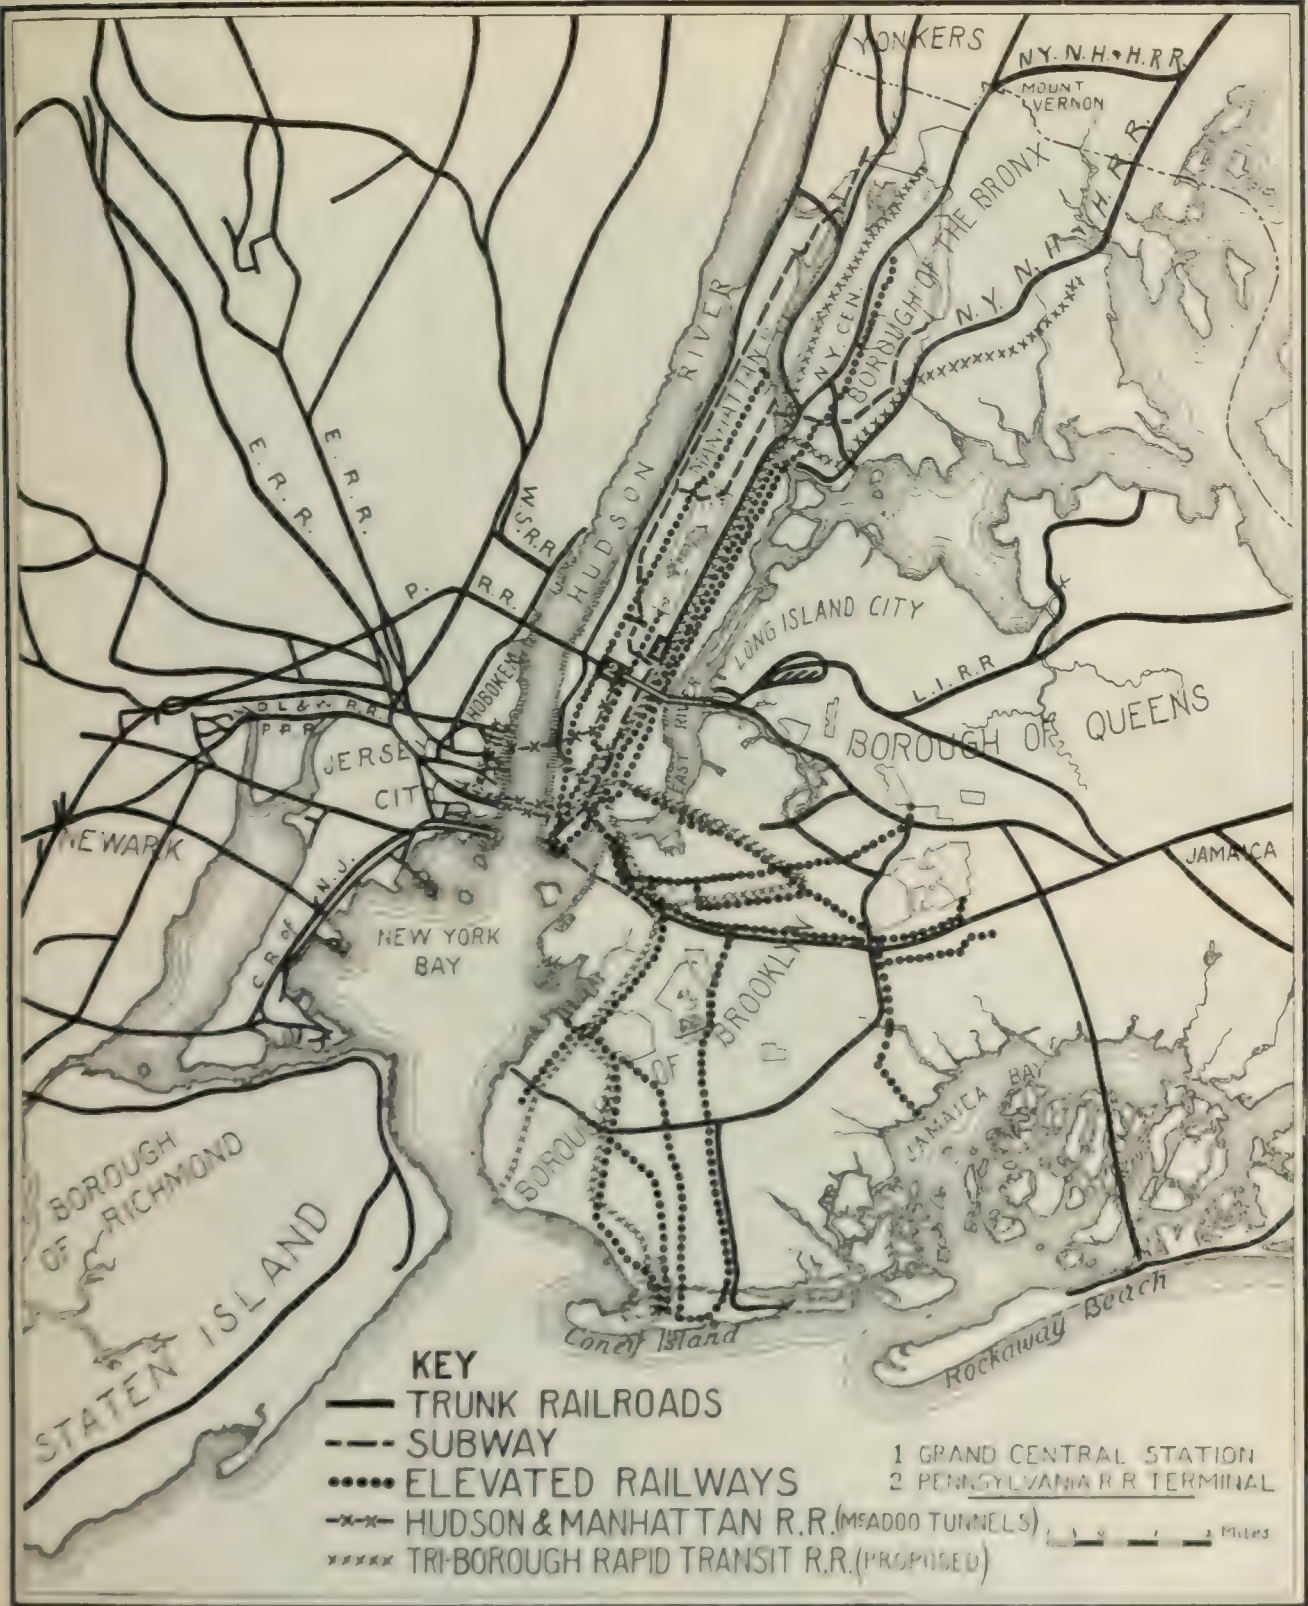 YONKERS
N.Y. N.H. & H.R.R.
MOUNT
VERNON
BOROUGH OF THE BRONX
N. Y. N. H. & H. R. R.
N.Y. CEN.
MANHATTAN
HUDSON RIVER
E. R. R.
E. R. R.
W.S.R.R.
P. R.R.
HOBOKEN
LONG ISLAND CITY
L. I. R. R
BOROUGH OF QUEENS
EAST RIVER
D L & W R.R.
P R R
JERSEY
CITY
NEWARK
JAMAICA
C. R. of N. J.
NEW YORK
BAY
BOROUGH OF BROOKLYN
JAMAICA BAY
BOROUGH
OF RICHMOND
STATEN ISLAND
Coney Island
Rockaway Beach
KEY
TRUNK RAILROADS
SUBWAY
ELEVATED RAILWAYS
HUDSON & MANHATTAN R.R. (McADOO TUNNELS)
TRI-BOROUGH RAPID TRANSIT R.R. (PROPOSED)
1 GRAND CENTRAL STATION
2 PENNSYLVANIA R R TERMINAL
Miles